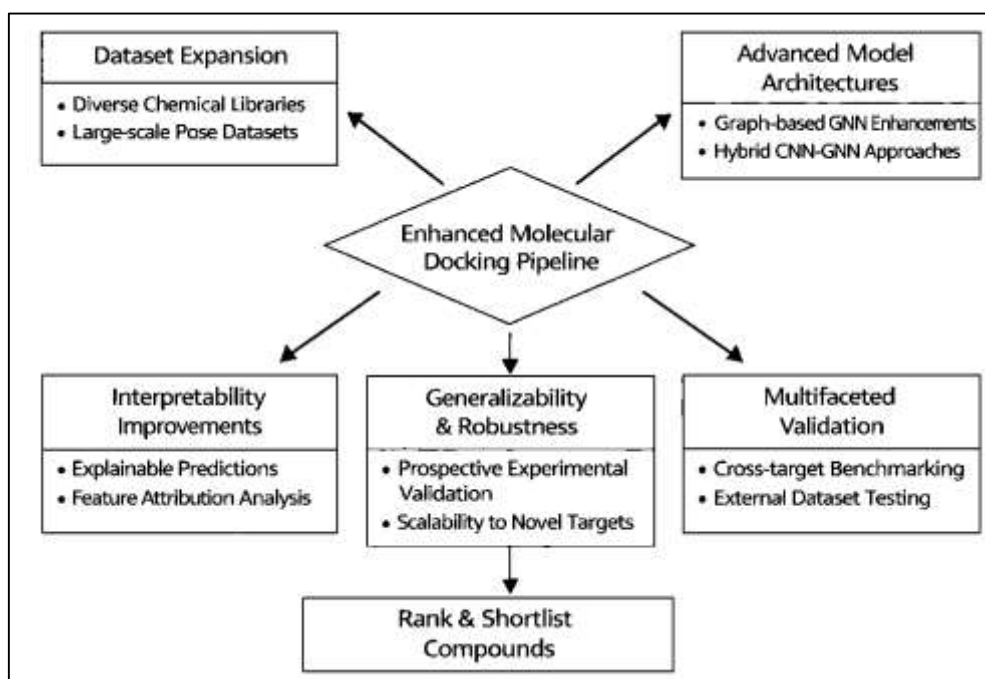 Dataset Expansion
• Diverse Chemical Libraries
• Large-scale Pose Datasets
Advanced Model
Architectures
• Graph-based GNN Enhancements
• Hybrid CNN-GNN Approaches
Enhanced Molecular
Docking Pipeline
Interpretability
Improvements
• Explainable Predictions
• Feature Attribution Analysis
Generalizability
& Robustness
• Prospective Experimental
Validation
• Scalability to Novel Targets
Multifaceted
Validation
• Cross-target Benchmarking
• External Dataset Testing
Rank & Shortlist
Compounds